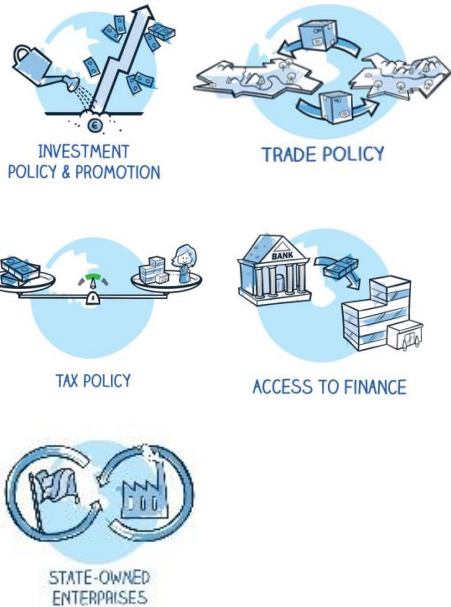 €
INVESTMENT
POLICY & PROMOTION
TRADE POLICY
TAX POLICY
BANK
ACCESS TO FINANCE
STATE-OWNED
ENTERPRISES